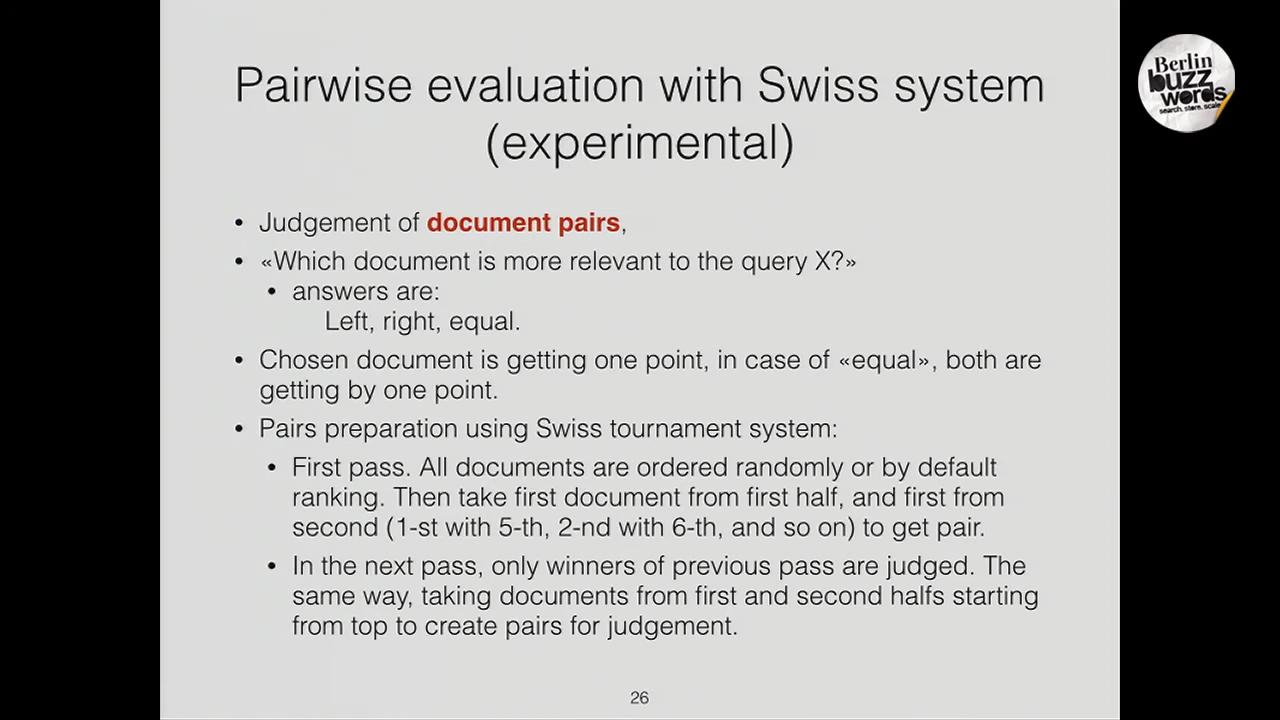 Pairwise evaluation with Swiss system
(experimental)
• Judgement of document pairs,
• «Which document is more relevant to the query X?»
• answers are:
Left, right, equal.
• Chosen document is getting one point, in case of «equal», both are
getting by one point.
• Pairs preparation using Swiss tournament system:
• First pass. All documents are ordered randomly or by default
ranking. Then take first document from first half, and first from
second (1-st with 5-th, 2-nd with 6-th, and so on) to get pair.
• In the next pass, only winners of previous pass are judged. The
same way, taking documents from first and second halfs starting
from top to create pairs for judgement.
26
Berlin
buzz
words
search. store. scale